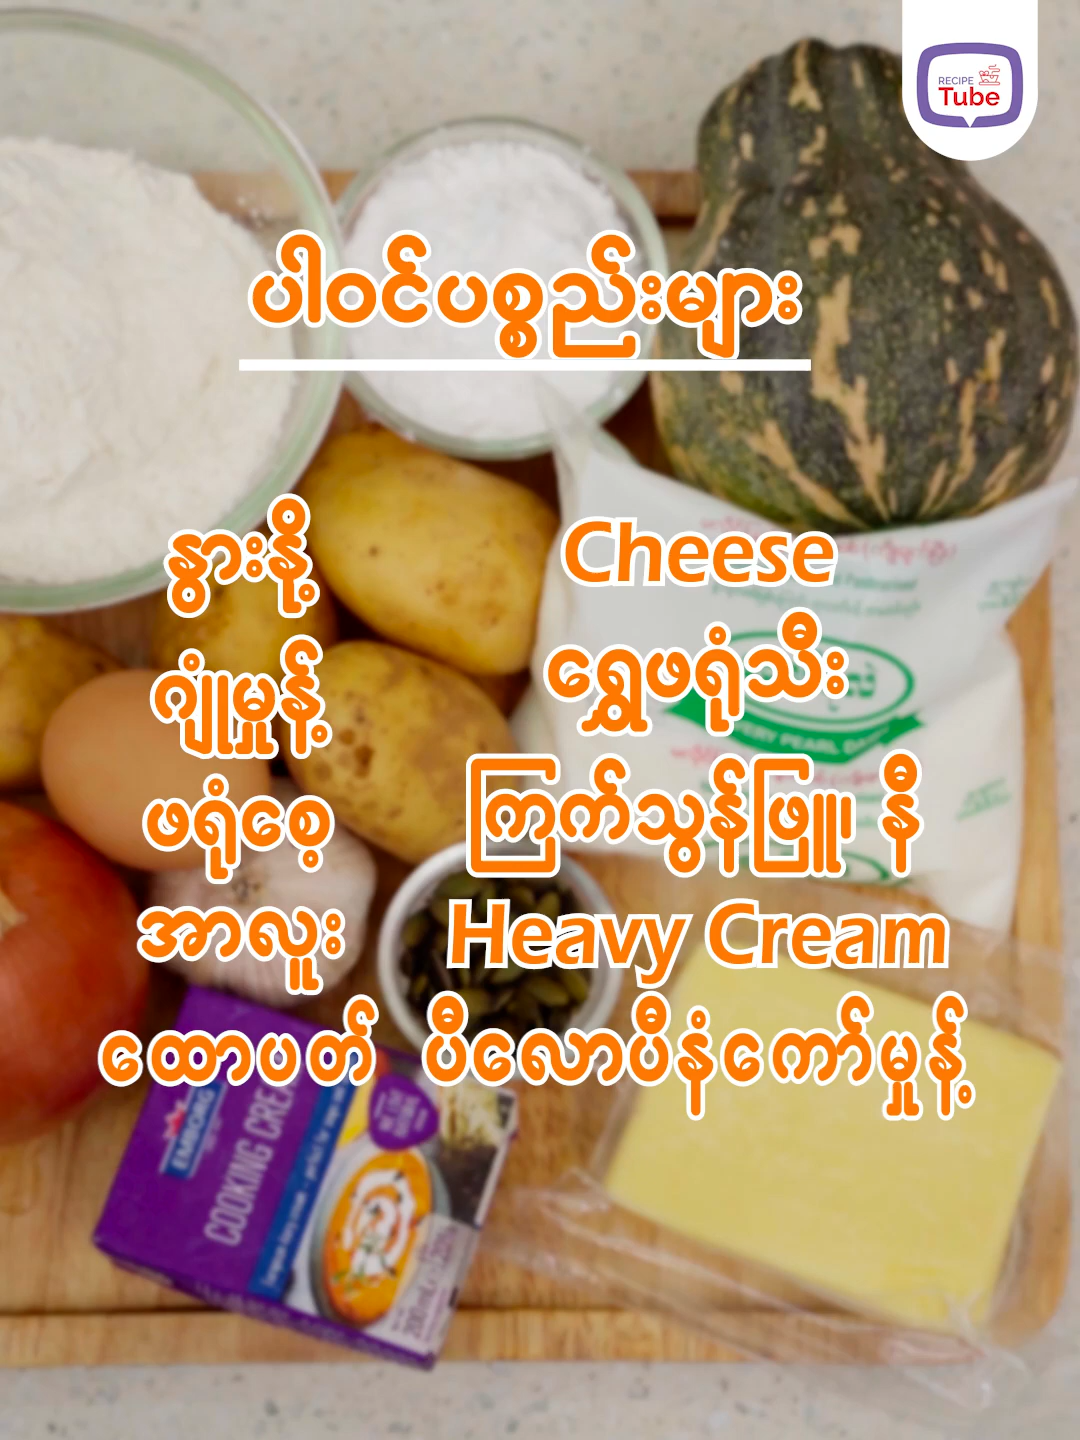 RECIPE
Tube
ပါဝင်ပစ္စည်းများ
နွားနို့
ဂျုံမှုန့်
ဖရုံစေ့
အာလူး
ထောပတ်
Cheese
ရွှေဖရုံသီး
ကြက်သွန်ဖြူ၊ နီ
Heavy Cream
ပီလောပီနံကော်မှုန့်
EMBORG
COOKING CREA